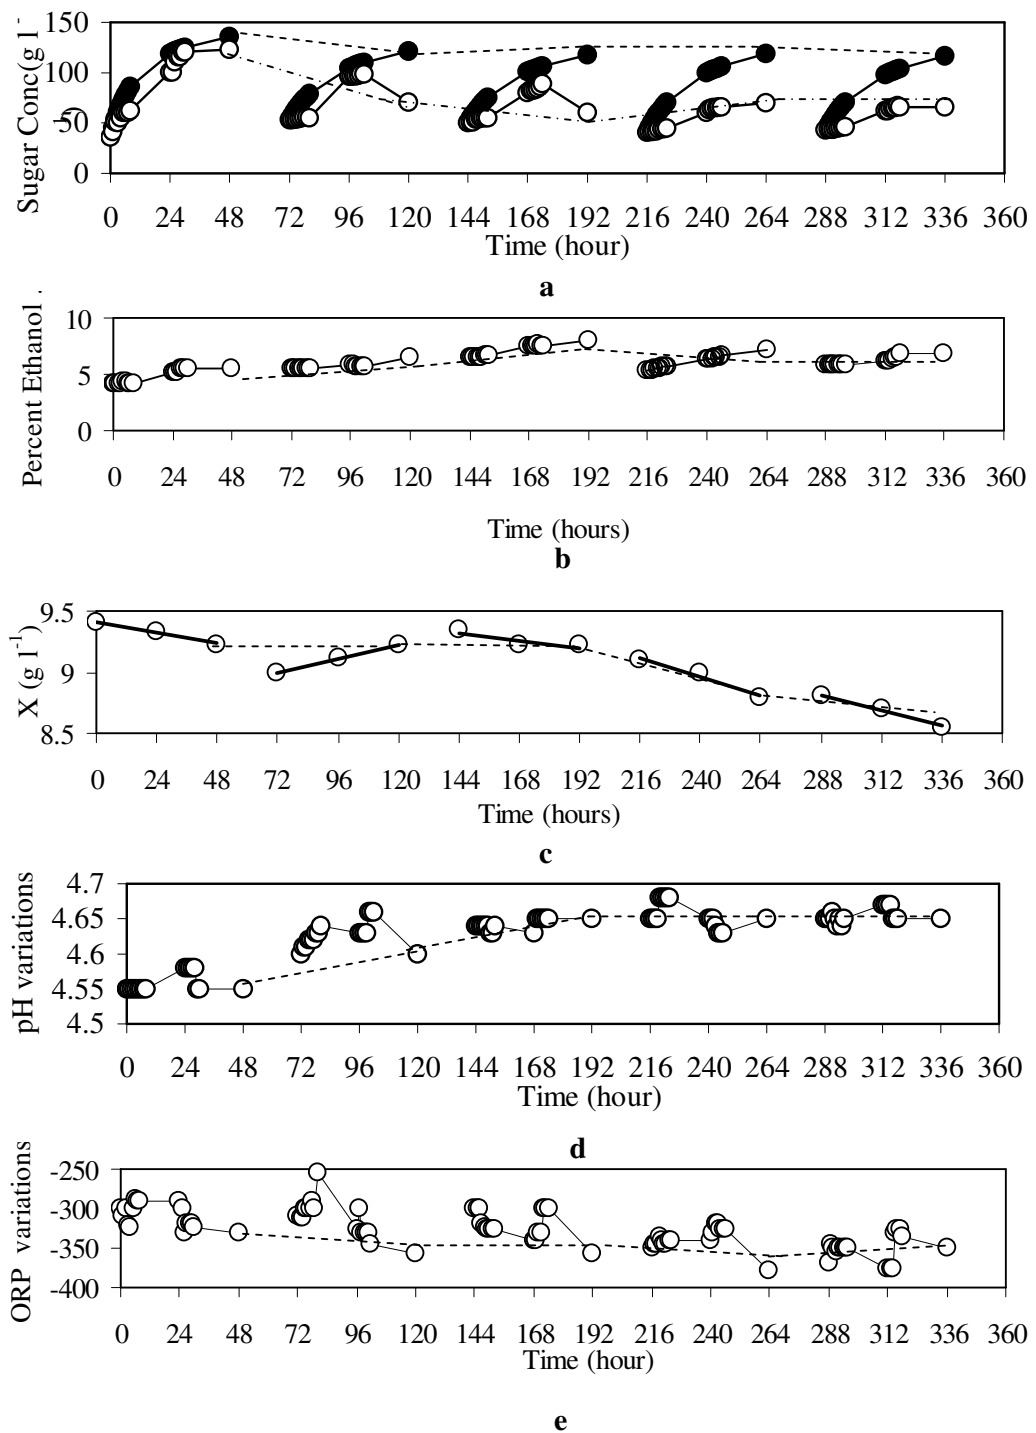 150
100
50
0
Sugar Conc(g l⁻
)
0 24 48 72 96 120 144 168 192 216 240 264 288 312 336 360
Time (hour)
a
10
5
0
Percent Ethanol .
0 24 48 72 96 120 144 168 192 216 240 264 288 312 336 360
Time (hours)
b
9.5
9
8.5
X (g l⁻¹)
0 24 48 72 96 120 144 168 192 216 240 264 288 312 336 360
Time (hours)
c
4.7
4.65
4.6
4.55
4.5
pH variations
0 24 48 72 96 120 144 168 192 216 240 264 288 312 336 360
Time (hour)
d
-250
-300
-350
-400
ORP variations
0 24 48 72 96 120 144 168 192 216 240 264 288 312 336 360
Time (hour)
e